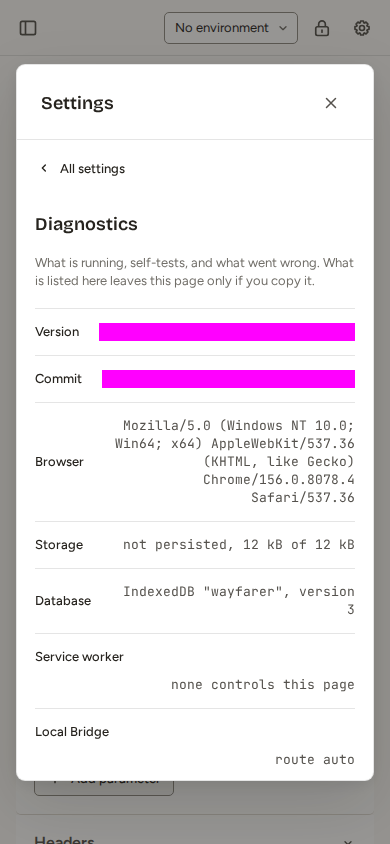 No environment
Settings
All settings
Diagnostics
What is running, self-tests, and what went wrong. What
is listed here leaves this page only if you copy it.
Version
Commit
Browser
Mozilla/5.0 (Windows NT 10.0;
Win64; x64) AppleWebKit/537.36
(KHTML, like Gecko)
Chrome/156.0.8078.4
Safari/537.36
Storage
not persisted, 12 kB of 12 kB
Database
IndexedDB "wayfarer", version
3
Service worker
none controls this page
Local Bridge
route auto
Add parameter
Headers